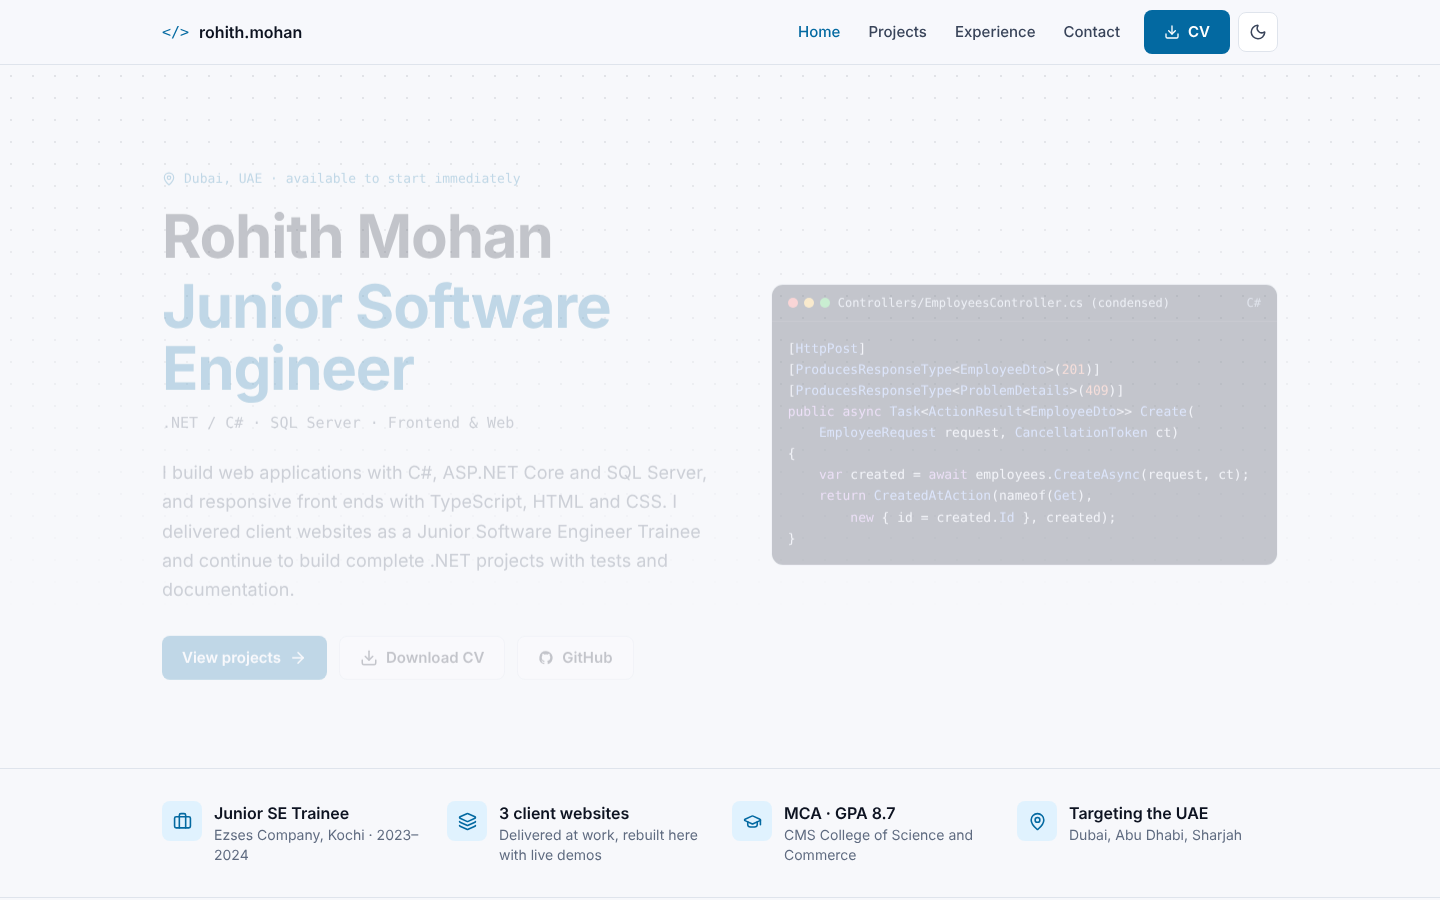 </> rohith.mohan
Home Projects Experience Contact CV
Dubai, UAE · available to start immediately
Rohith Mohan
Junior Software
Engineer
.NET / C# · SQL Server · Frontend & Web
I build web applications with C#, ASP.NET Core and SQL Server,
and responsive front ends with TypeScript, HTML and CSS. I
delivered client websites as a Junior Software Engineer Trainee
and continue to build complete .NET projects with tests and
documentation.
View projects
Download CV
GitHub
Controllers/EmployeesController.cs (condensed) C#
[HttpPost]
[ProducesResponseType<EmployeeDto>(201)]
[ProducesResponseType<ProblemDetails>(409)]
public async Task<ActionResult<EmployeeDto>> Create(
    EmployeeRequest request, CancellationToken ct)
{
    var created = await employees.CreateAsync(request, ct);
    return CreatedAtAction(nameof(Get),
        new { id = created.Id }, created);
}
Junior SE Trainee
Ezses Company, Kochi · 2023–
2024
3 client websites
Delivered at work, rebuilt here
with live demos
MCA · GPA 8.7
CMS College of Science and
Commerce
Targeting the UAE
Dubai, Abu Dhabi, Sharjah